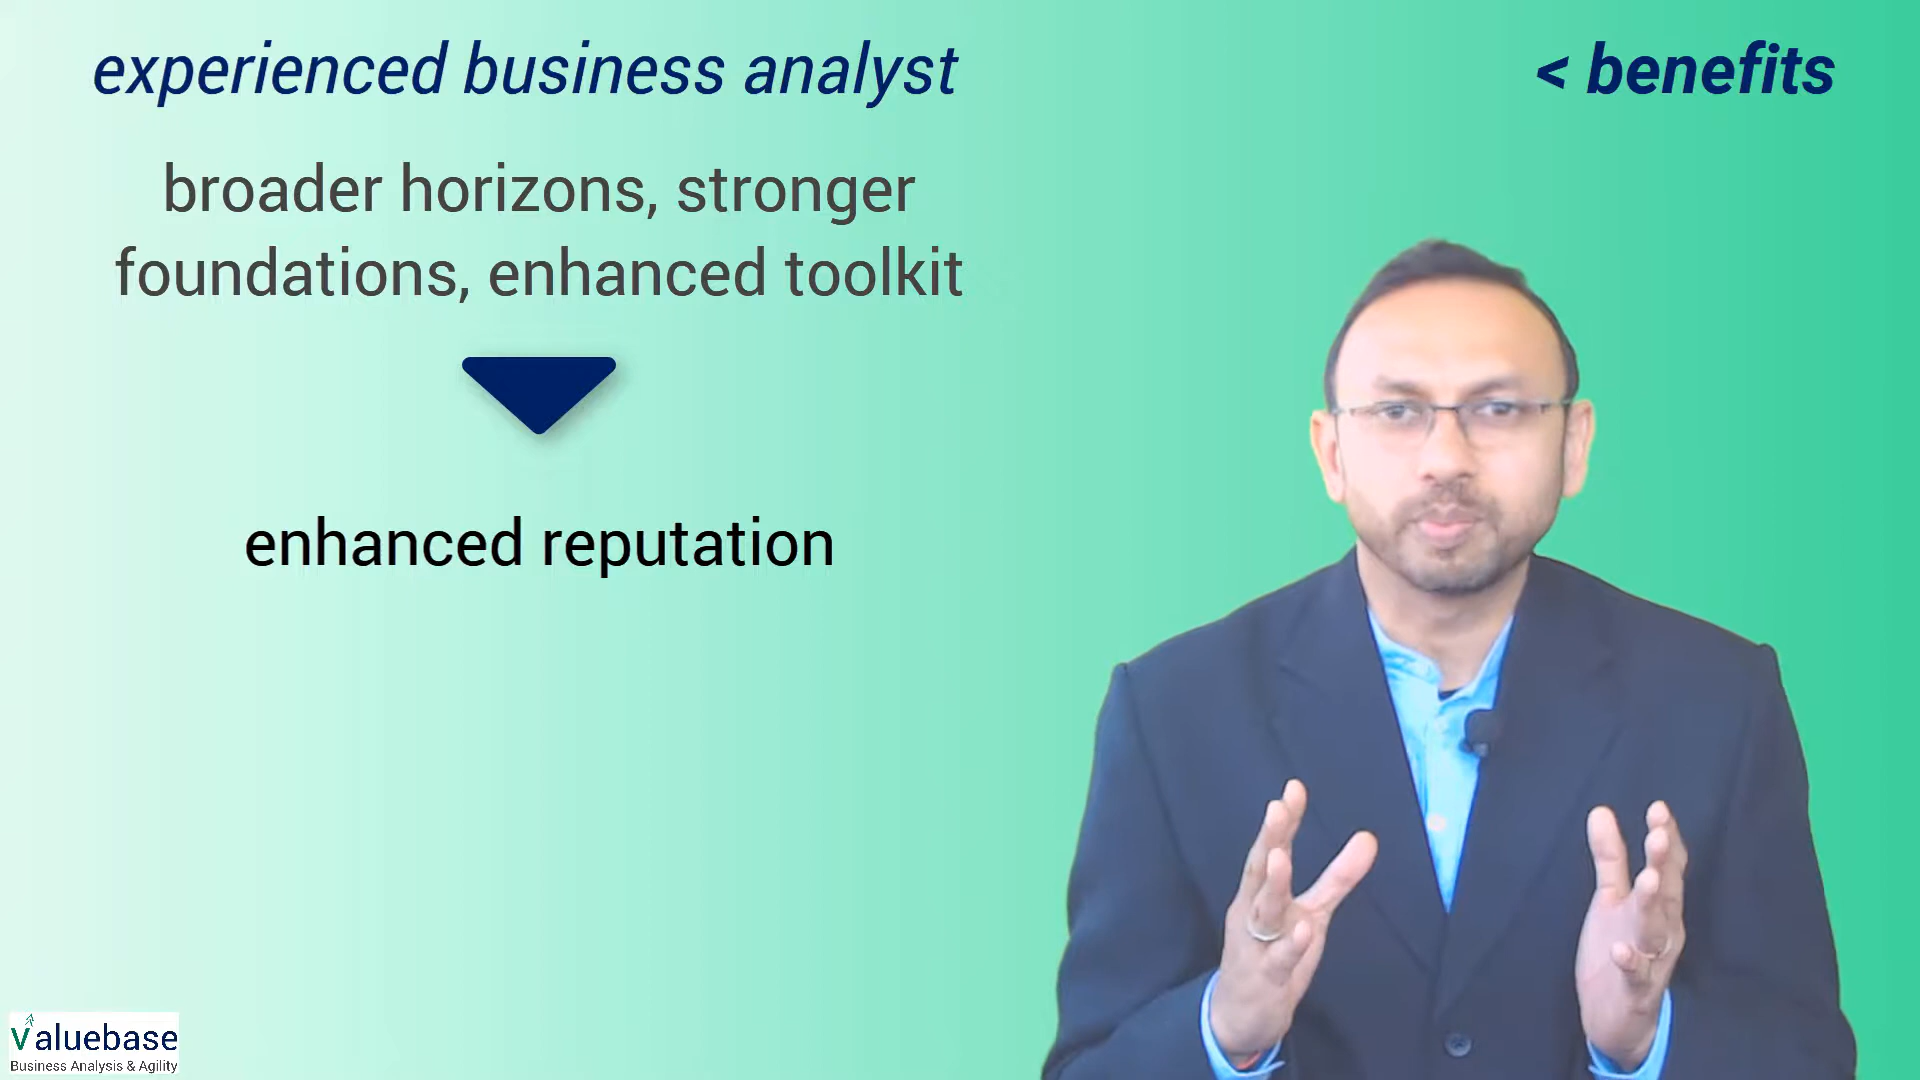 experienced business analyst
< benefits
broader horizons, stronger
foundations, enhanced toolkit
enhanced reputation
Valuebase
Business Analysis & Agility